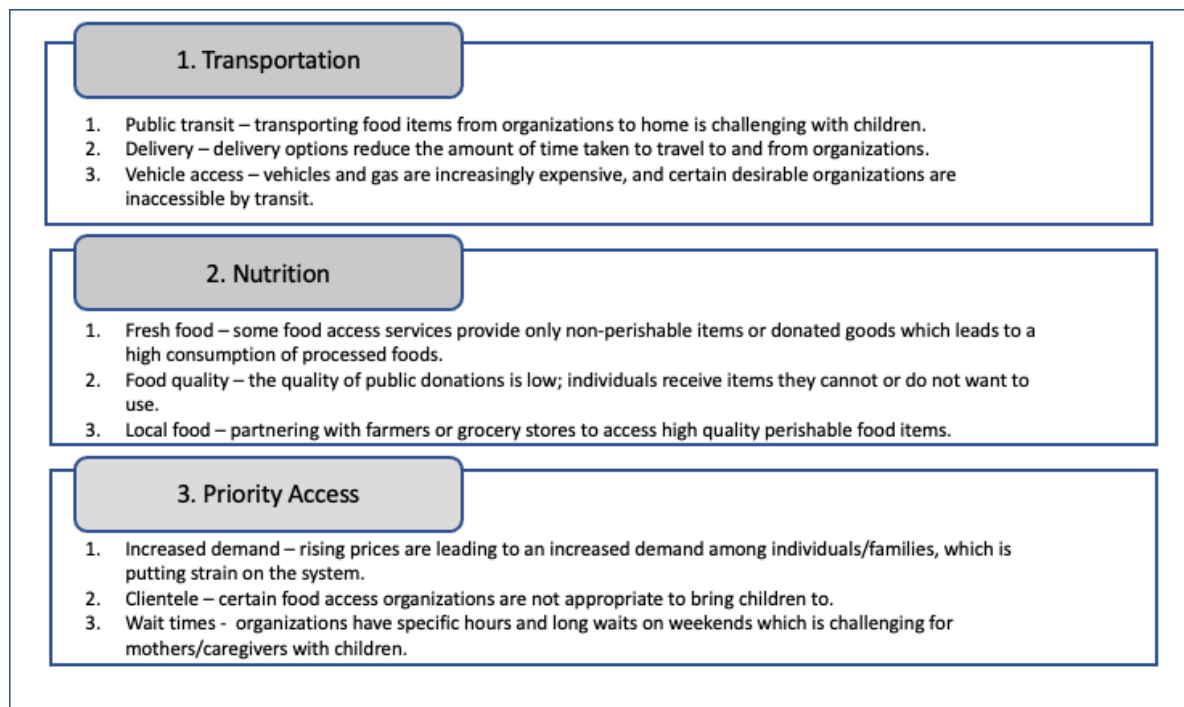 1. Transportation
1. Public transit – transporting food items from organizations to home is challenging with children.
2. Delivery – delivery options reduce the amount of time taken to travel to and from organizations.
3. Vehicle access – vehicles and gas are increasingly expensive, and certain desirable organizations are
inaccessible by transit.
2. Nutrition
1. Fresh food – some food access services provide only non-perishable items or donated goods which leads to a
high consumption of processed foods.
2. Food quality – the quality of public donations is low; individuals receive items they cannot or do not want to
use.
3. Local food – partnering with farmers or grocery stores to access high quality perishable food items.
3. Priority Access
1. Increased demand – rising prices are leading to an increased demand among individuals/families, which is
putting strain on the system.
2. Clientele – certain food access organizations are not appropriate to bring children to.
3. Wait times - organizations have specific hours and long waits on weekends which is challenging for
mothers/caregivers with children.